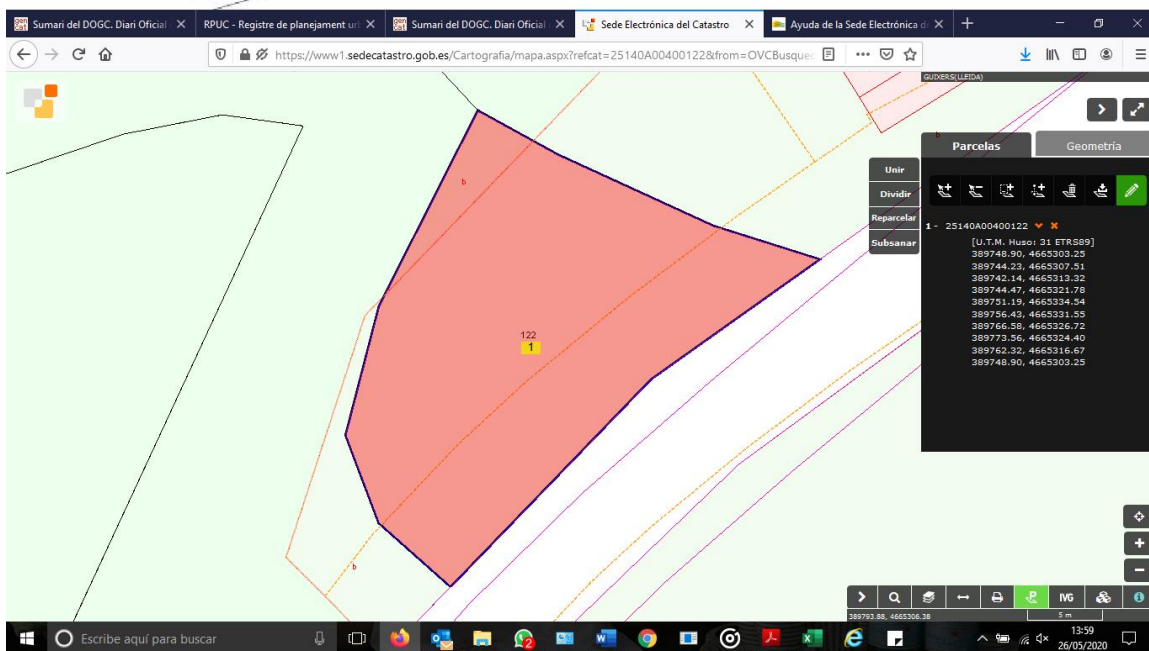 Sumari del DOGC. Diari Oficial
RPUC - Registre de planejament ur
Sumari del DOGC. Diari Oficial
Sede Electrónica del Catastro
Ayuda de la Sede Electrónica d
https://www1.sedecatastro.gob.es/Cartografia/mapa.aspx?refcat=25140A00400122&from=OVCBusque
GUIXERS(LLEIDA)
b
Parcelas
Geometría
Unir
Dividir
Reparcelar
Subsanar
1 - 25140A00400122
[U.T.M. Huso: 31 ETRS89]
389748.90, 4665303.25
389744.23, 4665307.51
389742.14, 4665313.32
389744.47, 4665321.78
389751.19, 4665334.54
389756.43, 4665331.55
389766.58, 4665326.72
389773.56, 4665324.40
389762.32, 4665316.67
389748.90, 4665303.25
b
122
1
b
IVG
389793.88, 4665306.38
5 m
Escribe aquí para buscar
2
13:59
26/05/2020